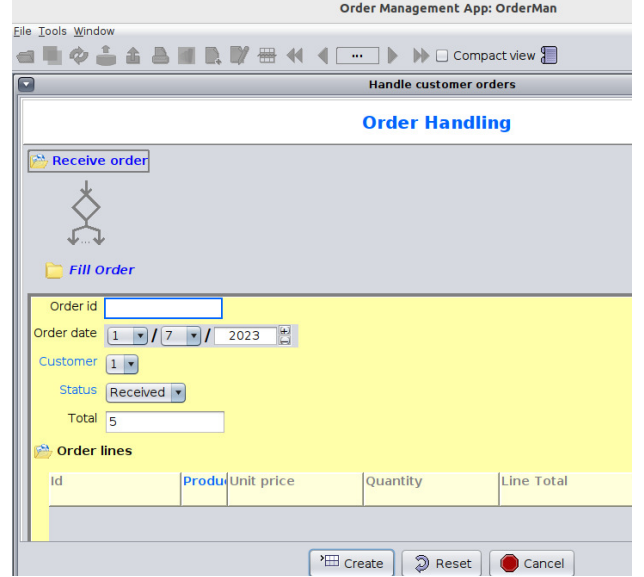 Order Management App: OrderMan
File Tools Window
... Compact view
Handle customer orders
Order Handling
Receive order
...
Fill Order
Order id
Order date 1 / 7 / 2023
Customer 1
Status Received
Total 5
Order lines
Id Produ Unit price Quantity Line Total
Create Reset Cancel